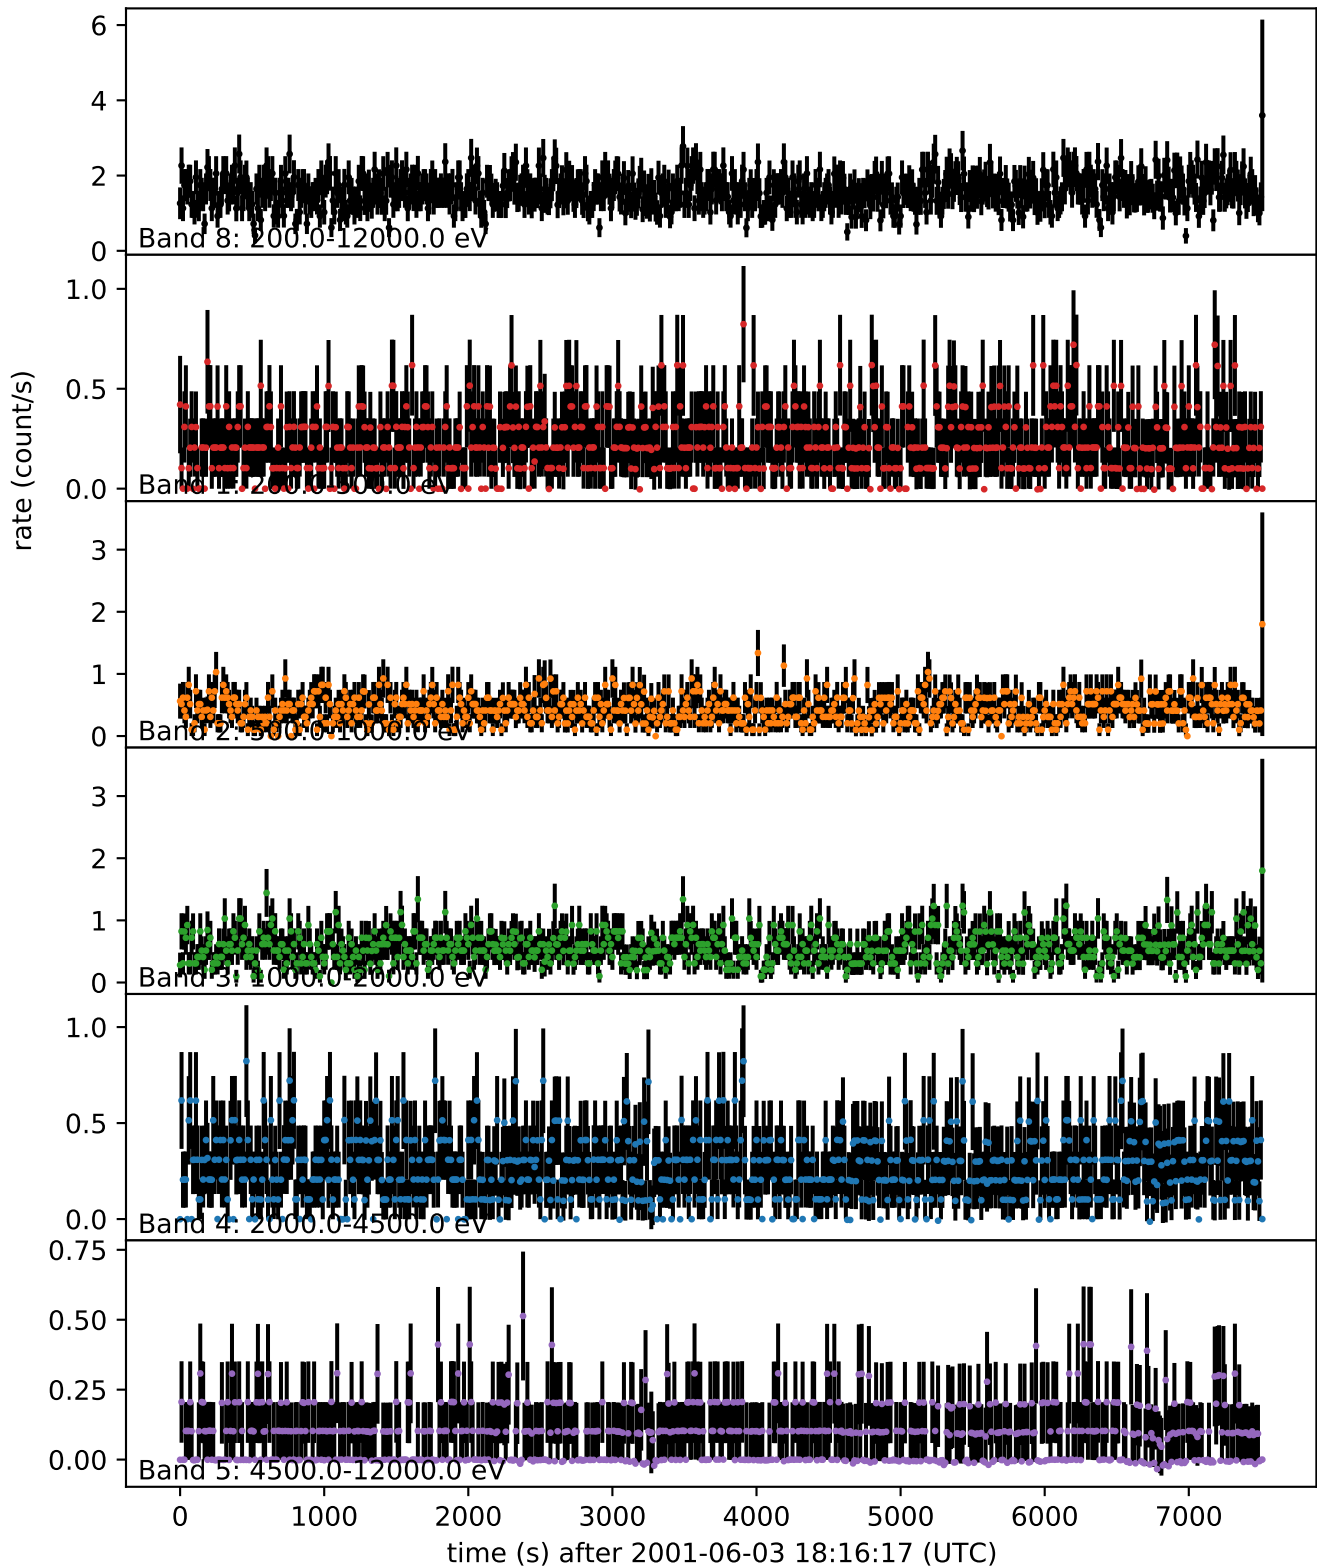 6
4
2
0
Band 8: 200.0-12000.0 eV
1.0
0.5
0.0
Band 1: 200.0-500.0 eV
rate (count/s)
3
2
1
0
Band 2: 500.0-1000.0 eV
3
2
1
0
Band 3: 1000.0-2000.0 eV
1.0
0.5
0.0
Band 4: 2000.0-4500.0 eV
0.75
0.50
0.25
0.00
Band 5: 4500.0-12000.0 eV
0 1000 2000 3000 4000 5000 6000 7000
time (s) after 2001-06-03 18:16:17 (UTC)